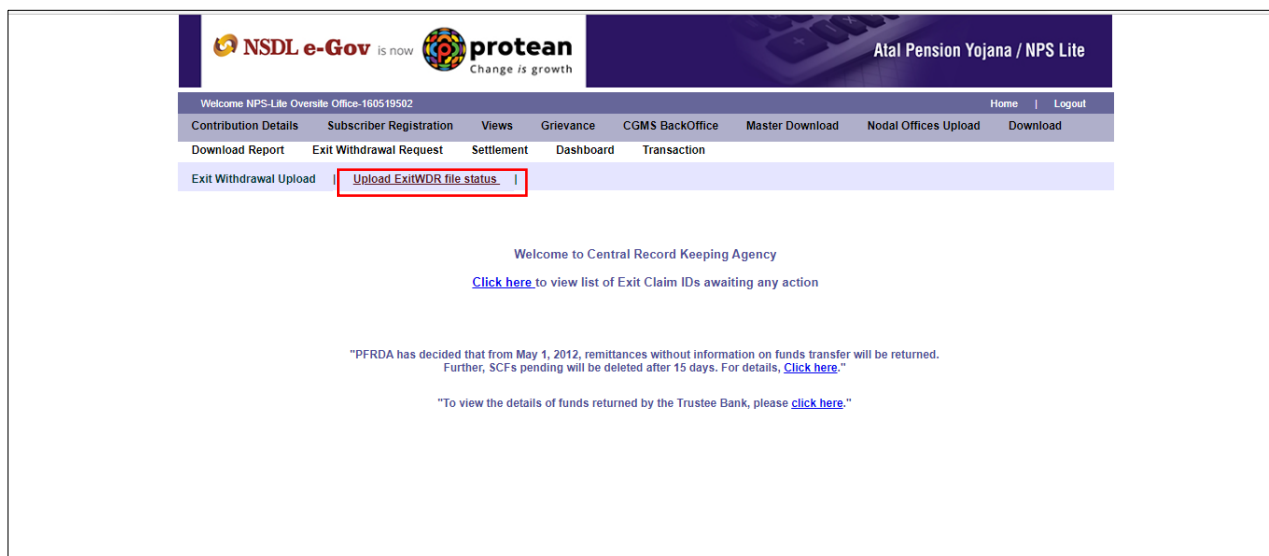 NSDL e-Gov is now protean
Change is growth
Atal Pension Yojana / NPS Lite
Welcome NPS-Lite Oversite Office-160519502 Home | Logout
Contribution Details Subscriber Registration Views Grievance CGMS BackOffice Master Download Nodal Offices Upload Download
Download Report Exit Withdrawal Request Settlement Dashboard Transaction
Exit Withdrawal Upload | Upload ExitWDR file status |
Welcome to Central Record Keeping Agency
Click here to view list of Exit Claim IDs awaiting any action
"PFRDA has decided that from May 1, 2012, remittances without information on funds transfer will be returned.
Further, SCFs pending will be deleted after 15 days. For details, Click here."
"To view the details of funds returned by the Trustee Bank, please click here."